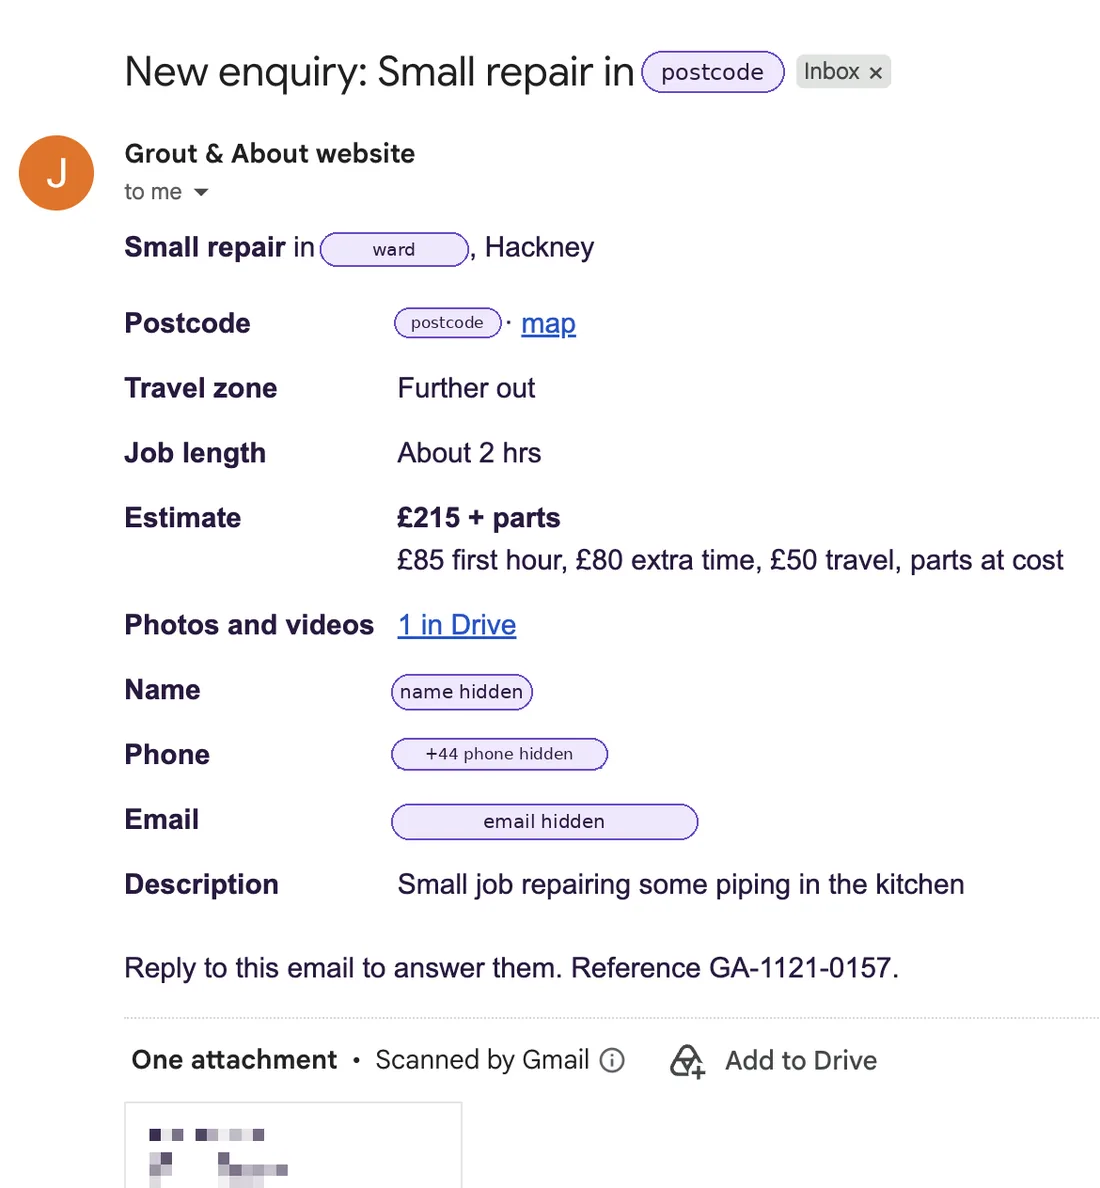 New enquiry: Small repair in postcode Inbox ×
J
Grout & About website
to me
Small repair in ward, Hackney
Postcode postcode · map
Travel zone Further out
Job length About 2 hrs
Estimate £215 + parts
£85 first hour, £80 extra time, £50 travel, parts at cost
Photos and videos 1 in Drive
Name name hidden
Phone +44 phone hidden
Email email hidden
Description Small job repairing some piping in the kitchen
Reply to this email to answer them. Reference GA-1121-0157.
One attachment • Scanned by Gmail Add to Drive